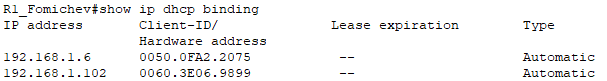 R1_Fomichev#show ip dhcp binding
IP address       Client-ID/              Lease expiration        Type
                 Hardware address
192.168.1.6      0050.0FA2.2075           --                     Automatic
192.168.1.102    0060.3E06.9899           --                     Automatic